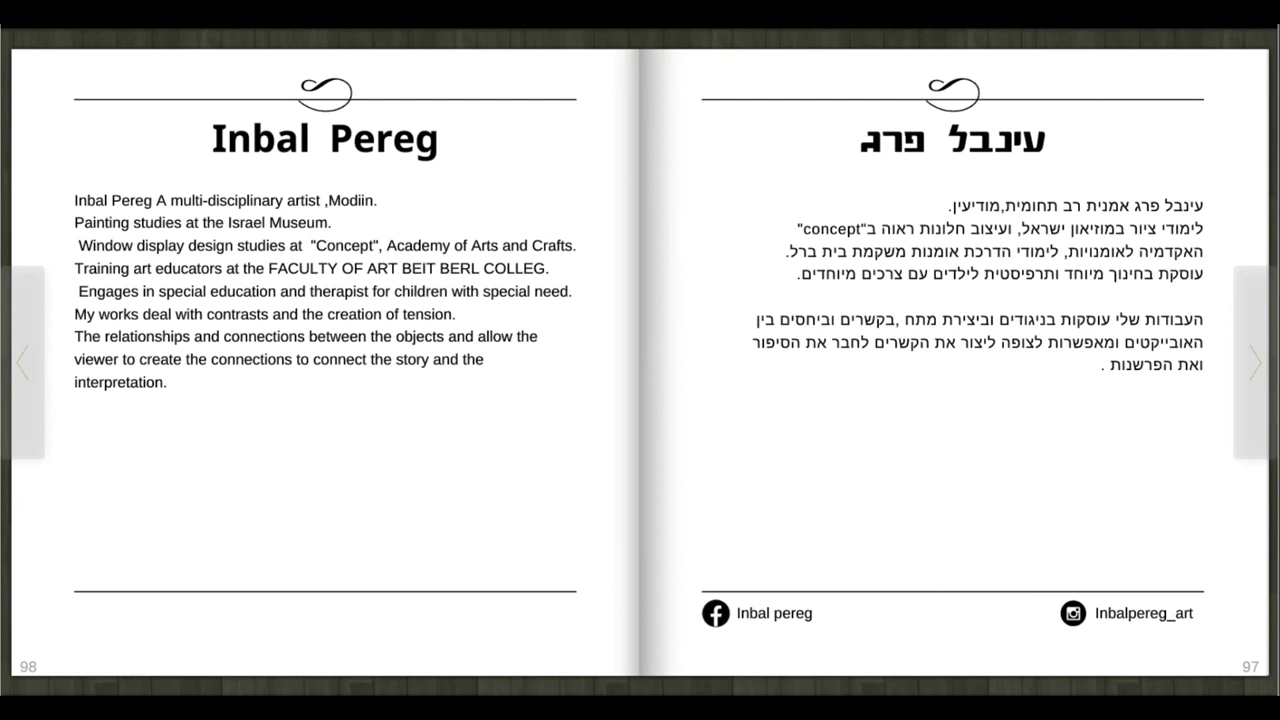 Inbal Pereg
Inbal Pereg A multi-disciplinary artist ,Modiin.
Painting studies at the Israel Museum.
Window display design studies at "Concept", Academy of Arts and Crafts.
Training art educators at the FACULTY OF ART BEIT BERL COLLEG.
Engages in special education and therapist for children with special need.
My works deal with contrasts and the creation of tension.
The relationships and connections between the objects and allow the
viewer to create the connections to connect the story and the
interpretation.
98
עינבל פרג
עינבל פרג אמנית רב תחומית,מודיעין.
לימודי ציור במוזיאון ישראל, ועיצוב חלונות ראוה ב"concept"
האקדמיה לאומנויות, לימודי הדרכת אומנות משקמת בית ברל.
עוסקת בחינוך מיוחד ותרפיסטית לילדים עם צרכים מיוחדים.
העבודות שלי עוסקות בניגודים וביצירת מתח ,בקשרים וביחסים בין
האובייקטים ומאפשרות לצופה ליצור את הקשרים לחבר את הסיפור
ואת הפרשנות .
Inbal pereg
Inbalpereg_art
97